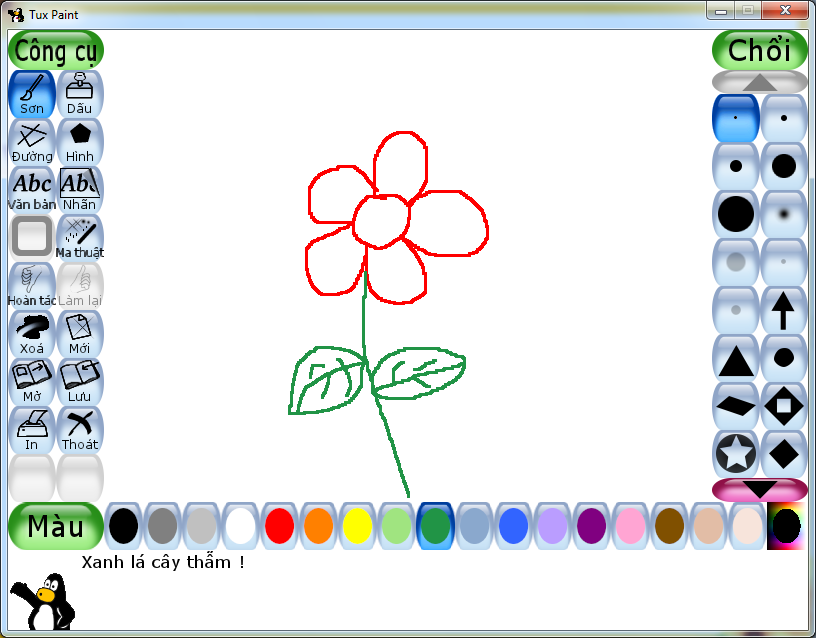 Tux Paint
Công cụ
Chổi
Sơn
Dấu
Đường
Hình
Abc
Abc
Văn bản
Nhãn
Ma thuật
Hoàn tác
Làm lại
Xoá
Mới
Mở
Lưu
In
Thoát
Màu
Xanh lá cây thẫm !